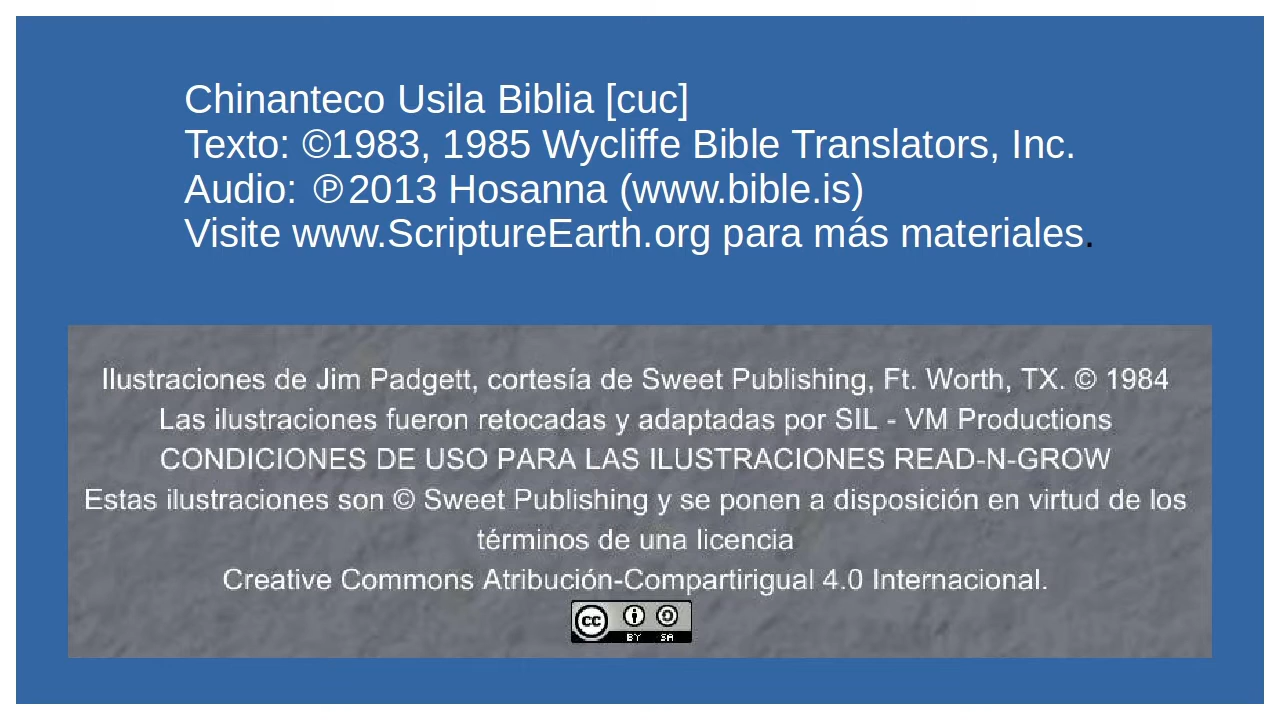 Chinanteco Usila Biblia [cuc]
Texto: ©1983, 1985 Wycliffe Bible Translators, Inc.
Audio: ℗2013 Hosanna (www.bible.is)
Visite www.ScriptureEarth.org para más materiales.
Ilustraciones de Jim Padgett, cortesía de Sweet Publishing, Ft. Worth, TX. © 1984
Las ilustraciones fueron retocadas y adaptadas por SIL - VM Productions
CONDICIONES DE USO PARA LAS ILUSTRACIONES READ-N-GROW
Estas ilustraciones son © Sweet Publishing y se ponen a disposición en virtud de los
términos de una licencia
Creative Commons Atribución-Compartirigual 4.0 Internacional.
cc
BY SA